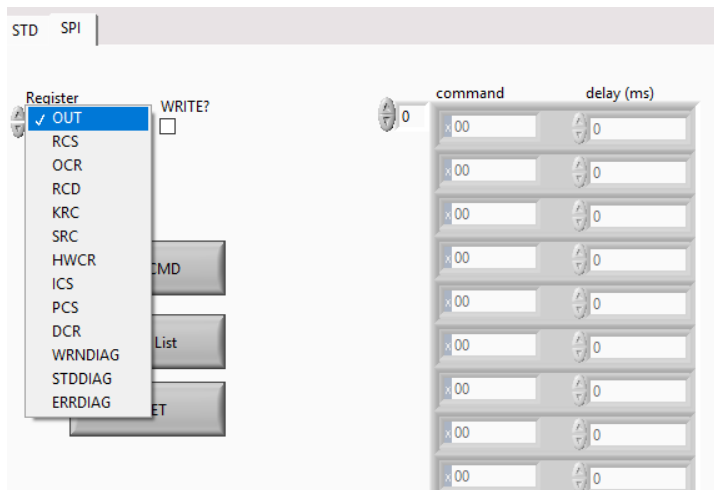 STD SPI
Register
WRITE?
✓ OUT
RCS
OCR
RCD
KRC
SRC
HWCR
ICS
PCS
DCR
WRNDIAG
STDDIAG
ERRDIAG
CMD
List
ET
command delay (ms)
0
x 00 0
x 00 0
x 00 0
x 00 0
x 00 0
x 00 0
x 00 0
x 00 0
x 00 0